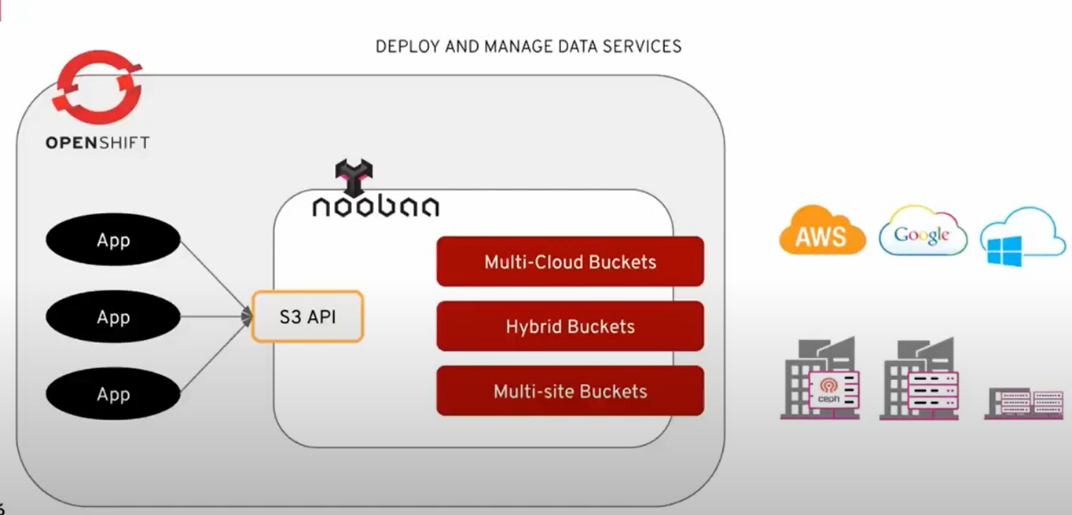 DEPLOY AND MANAGE DATA SERVICES
OPENSHIFT
noobaa
App
App
App
S3 API
Multi-Cloud Buckets
Hybrid Buckets
Multi-site Buckets
AWS
Google
ceph